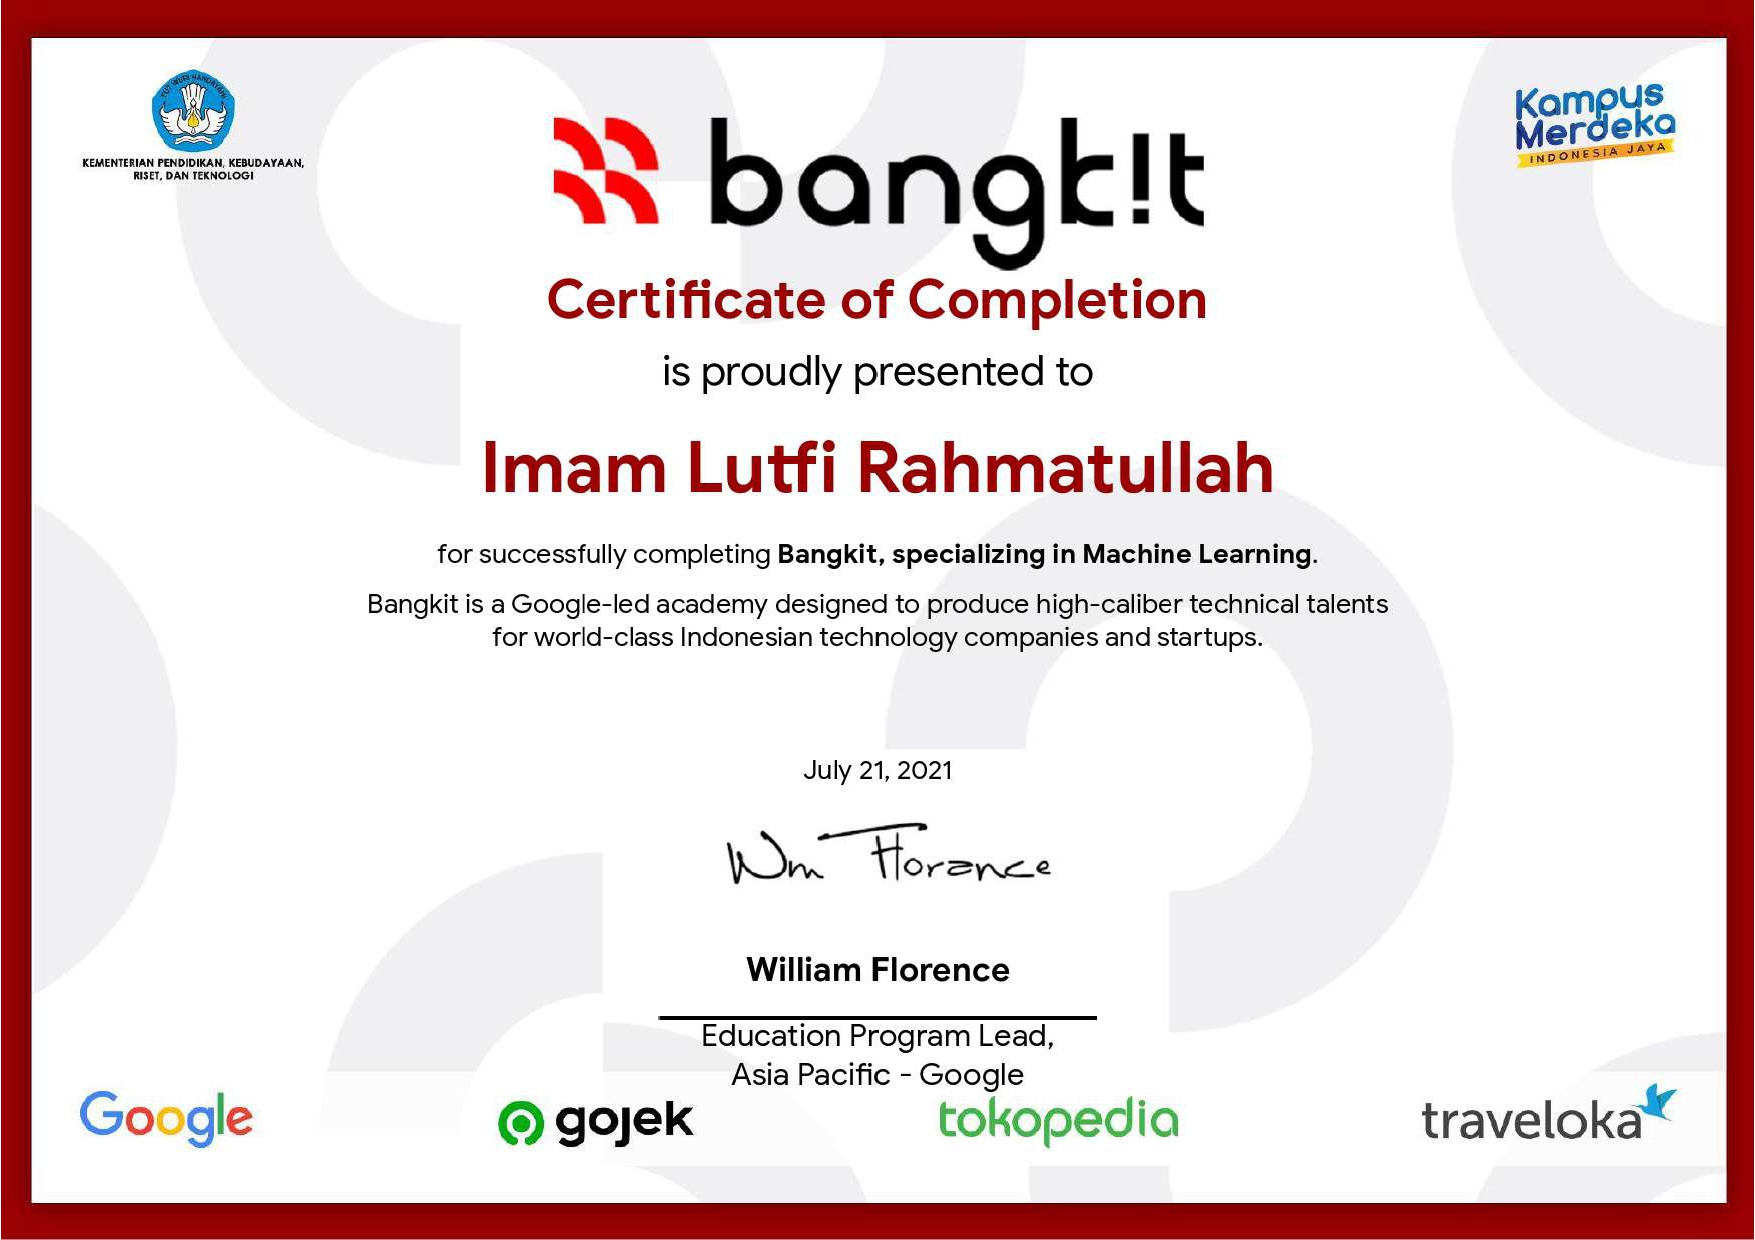 TUT WURI HANDAYANI
KEMENTERIAN PENDIDIKAN, KEBUDAYAAN,
RISET, DAN TEKNOLOGI
bangk!t
Kampus
Merdeka
INDONESIA JAYA
Certificate of Completion
is proudly presented to
Imam Lutfi Rahmatullah
for successfully completing Bangkit, specializing in Machine Learning.
Bangkit is a Google-led academy designed to produce high-caliber technical talents
for world-class Indonesian technology companies and startups.
July 21, 2021
Wm Florance
William Florence
Education Program Lead,
Asia Pacific - Google
Google
gojek
tokopedia
traveloka